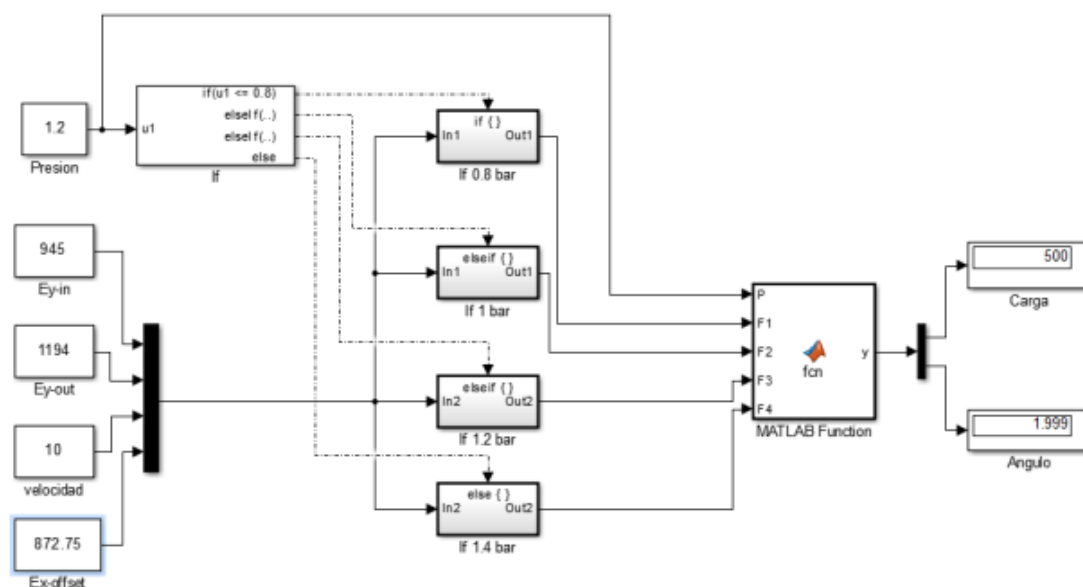 if(u1 <= 0.8)
elseIf(..)
elseIf(..)
else
u1
If
1.2
Presion
if { }
In1
Out1
If 0.8 bar
945
Ey-in
elseif { }
In1
Out1
If 1 bar
1194
Ey-out
elseif { }
In2
Out2
If 1.2 bar
10
velocidad
else { }
In2
Out2
If 1.4 bar
872.75
Ex-offset
P
F1
F2
F3
F4
fcn
y
MATLAB Function
500
Carga
1.999
Angulo